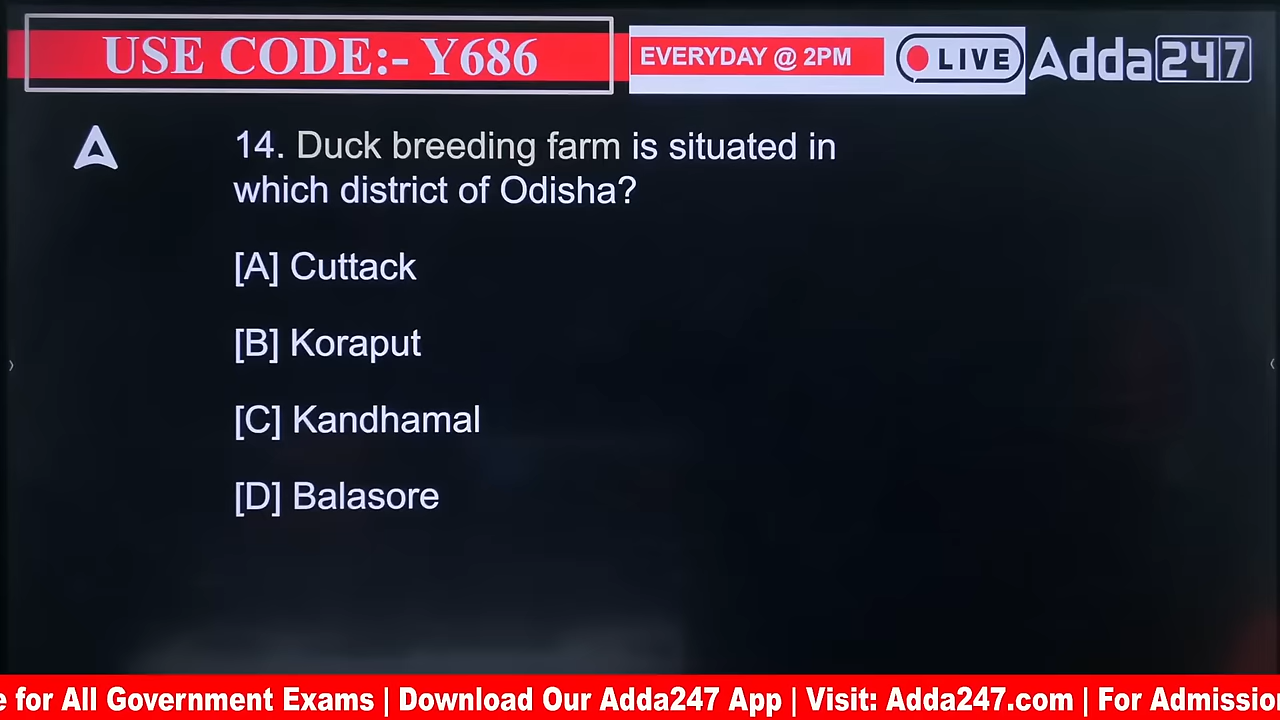 USE CODE:- Y686
EVERYDAY @ 2PM
LIVE
Adda247
14. Duck breeding farm is situated in
which district of Odisha?
[A] Cuttack
[B] Koraput
[C] Kandhamal
[D] Balasore
e for All Government Exams | Download Our Adda247 App | Visit: Adda247.com | For Admissio